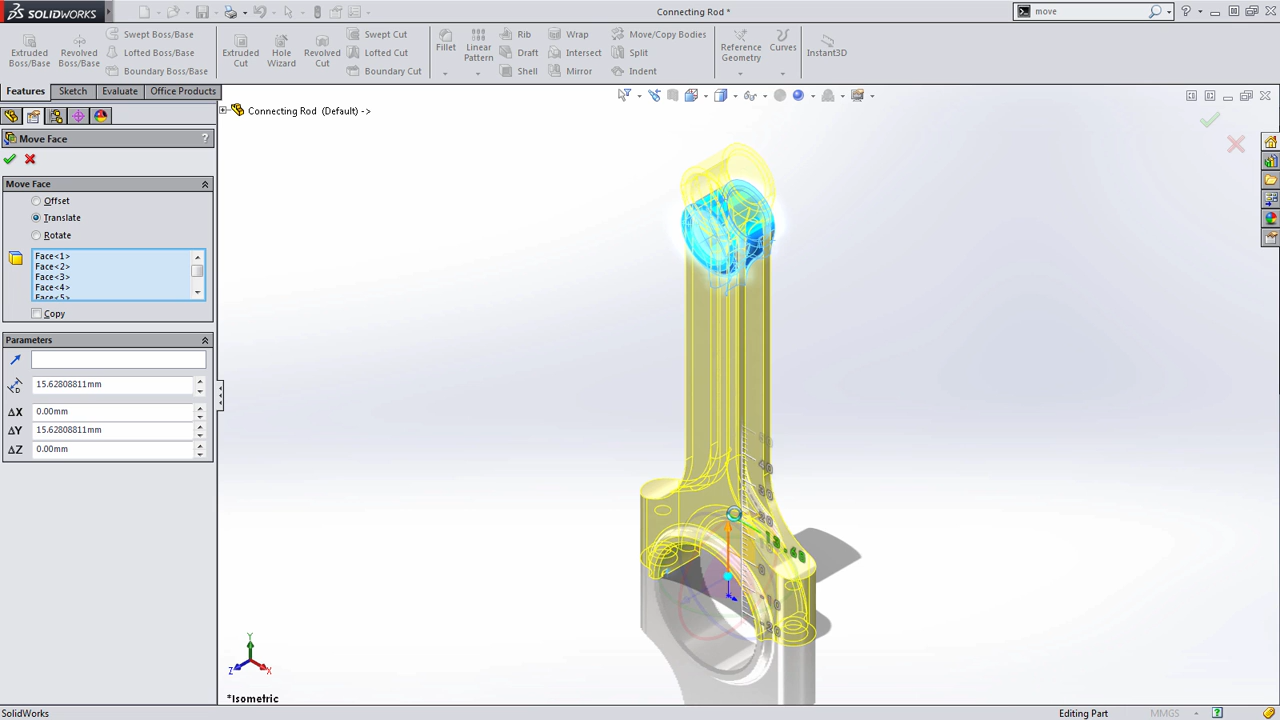 SOLIDWORKS
Connecting Rod *
move
Extruded Boss/Base
Revolved Boss/Base
Swept Boss/Base
Lofted Boss/Base
Boundary Boss/Base
Extruded Cut
Hole Wizard
Revolved Cut
Swept Cut
Lofted Cut
Boundary Cut
Fillet
Linear Pattern
Rib
Draft
Shell
Wrap
Intersect
Mirror
Move/Copy Bodies
Split
Indent
Reference Geometry
Curves
Instant3D
Features
Sketch
Evaluate
Office Products
Connecting Rod (Default) ->
Move Face
?
Move Face
Offset
Translate
Rotate
Face<1>
Face<2>
Face<3>
Face<4>
Face<5>
Copy
Parameters
15.62808811mm
ΔX
0.00mm
ΔY
15.62808811mm
ΔZ
0.00mm
Y
Z
X
*Isometric
SolidWorks
Editing Part
MMGS